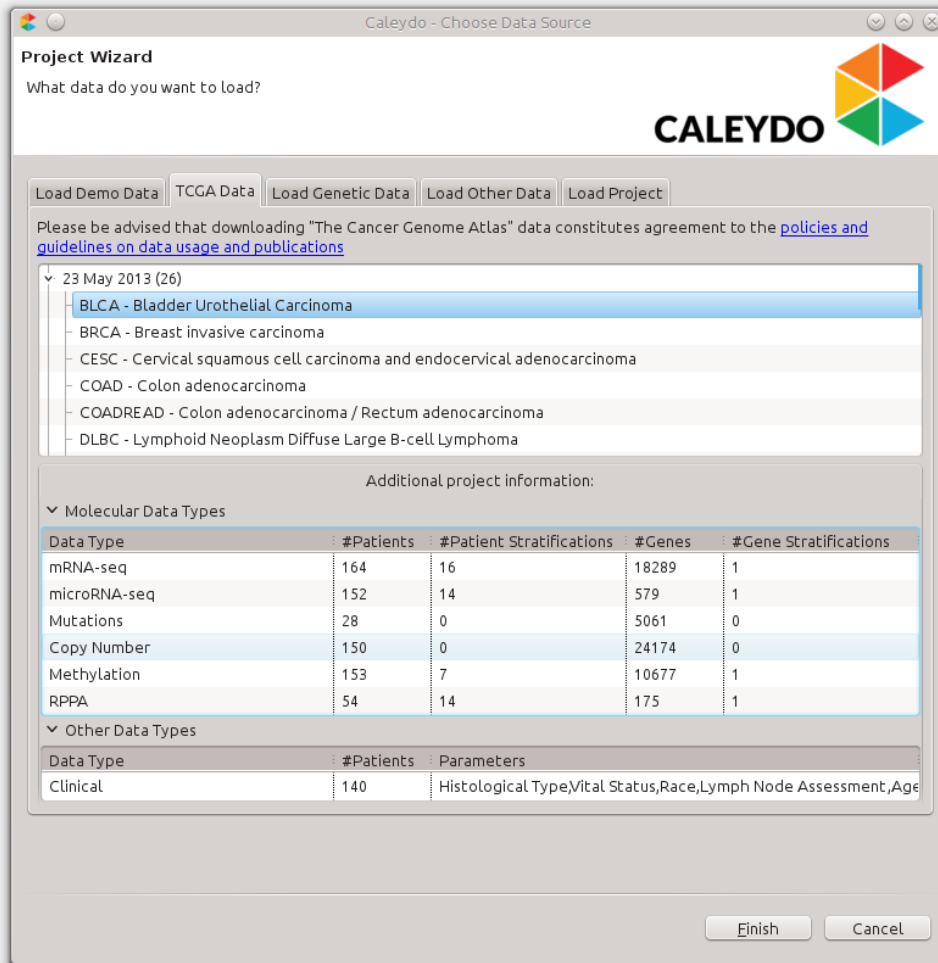 Caleydo - Choose Data Source
Project Wizard
What data do you want to load?
CALEYDO
Load Demo Data TCGA Data Load Genetic Data Load Other Data Load Project
Please be advised that downloading "The Cancer Genome Atlas" data constitutes agreement to the policies and
guidelines on data usage and publications
23 May 2013 (26)
BLCA - Bladder Urothelial Carcinoma
BRCA - Breast invasive carcinoma
CESC - Cervical squamous cell carcinoma and endocervical adenocarcinoma
COAD - Colon adenocarcinoma
COADREAD - Colon adenocarcinoma / Rectum adenocarcinoma
DLBC - Lymphoid Neoplasm Diffuse Large B-cell Lymphoma
Additional project information:
Molecular Data Types
Data Type #Patients #Patient Stratifications #Genes #Gene Stratifications
mRNA-seq 164 16 18289 1
microRNA-seq 152 14 579 1
Mutations 28 0 5061 0
Copy Number 150 0 24174 0
Methylation 153 7 10677 1
RPPA 54 14 175 1
Other Data Types
Data Type #Patients Parameters
Clinical 140 Histological Type,Vital Status,Race,Lymph Node Assessment,Age
Finish Cancel